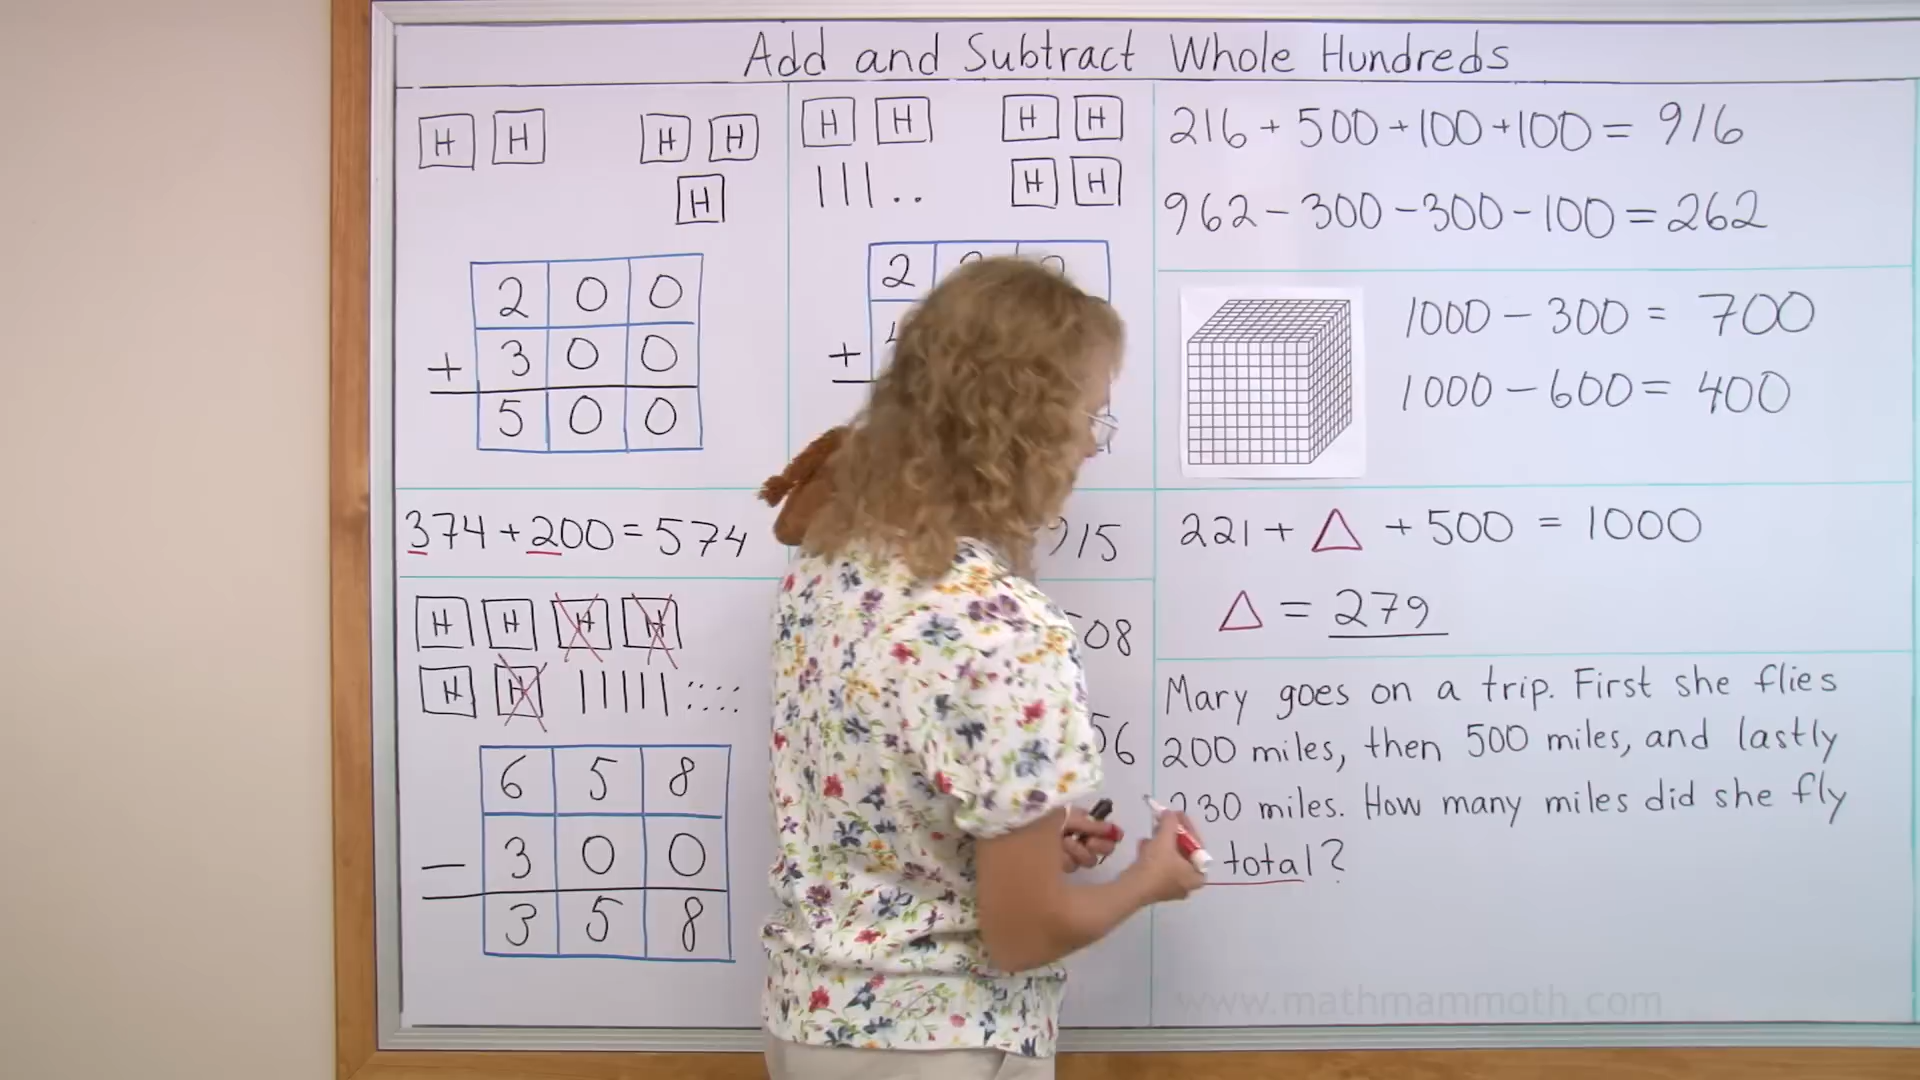 Add and Subtract Whole Hundreds
H H H H
H
2 0 0
+ 3 0 0
5 0 0
374 + 200 = 574
H H H H
H H
6 5 8
- 3 0 0
3 5 8
H H H H
H H
2
+
915
08
6
216 + 500 + 100 + 100 = 916
962 - 300 - 300 - 100 = 262
1000 - 300 = 700
1000 - 600 = 400
221 + △ + 500 = 1000
△ = 279
Mary goes on a trip. First she flies
200 miles, then 500 miles, and lastly
230 miles. How many miles did she fly
total?
www.mathmammoth.com